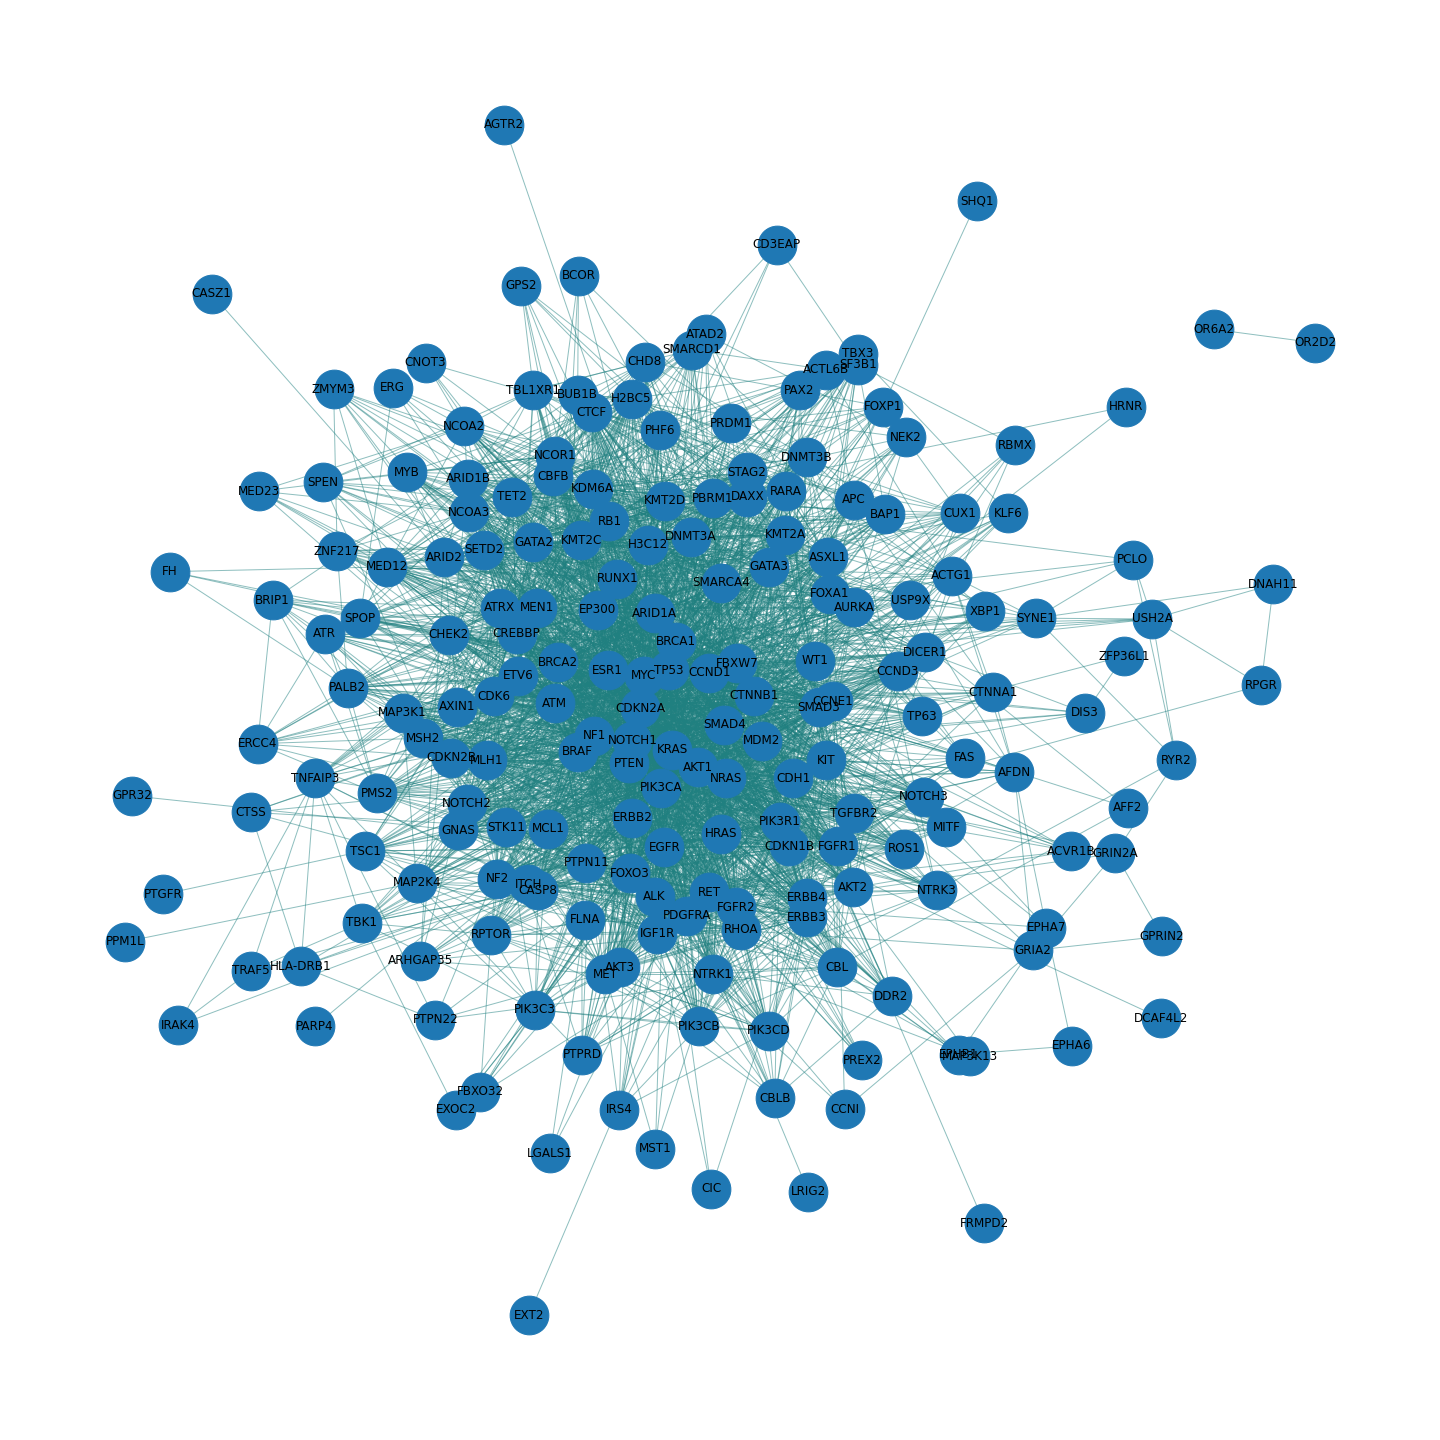 AGTR2
SHQ1
CD3EAP
BCOR
GPS2
CASZ1
OR6A2
OR2D2
ATAD2
SMARCD1
TBX3
SF3B1
CHD8
CNOT3
ACTL6B
ZMYM3
ERG
TBL1XR1
BUB1B
H2BC5
PAX2
FOXP1
HRNR
CTCF
NCOA2
PHF6
PRDM1
NEK2
RBMX
NCOR1
DNMT3B
MYB
ARID1B
CBFB
STAG2
SPEN
MED23
TET2
KDM6A
KMT2D
PBRM1
DAXX
RARA
APC
BAP1
CUX1
KLF6
NCOA3
RB1
ZNF217
SETD2
GATA2
KMT2C
H3C12
DNMT3A
KMT2A
ARID2
ASXL1
PCLO
FH
MED12
RUNX1
SMARCA4
GATA3
ACTG1
DNAH11
BRIP1
ATRX
MEN1
EP300
ARID1A
FOXA1
AURKA
USP9X
XBP1
SYNE1
USH2A
SPOP
ATR
CHEK2
CREBBP
BRCA1
DICER1
ZFP36L1
BRCA2
ESR1
MYC
TP53
CCND1
FBXW7
WT1
CCND3
RPGR
ETV6
PALB2
CDK6
CTNNB1
CTNNA1
MAP3K1
AXIN1
ATM
CDKN2A
SMAD3
CCNE1
TP63
DIS3
SMAD4
ERCC4
MSH2
NF1
NOTCH1
MDM2
CDKN2B
MLH1
BRAF
PTEN
KRAS
AKT1
NRAS
CDH1
KIT
FAS
AFDN
RYR2
TNFAIP3
PMS2
PIK3CA
GPR32
CTSS
NOTCH2
NOTCH3
AFF2
GNAS
STK11
MCL1
ERBB2
HRAS
PIK3R1
TGFBR2
MITF
TSC1
EGFR
CDKN1B
FGFR1
ROS1
ACVR1B
GRIN2A
PTPN11
FOXO3
MAP2K4
NF2
ITCH
CASP8
PTGFR
ALK
RET
AKT2
NTRK3
ERBB4
TBK1
FLNA
PDGFRA
FGFR2
ERBB3
RHOA
IGF1R
EPHA7
PPM1L
RPTOR
GRIA2
GPRIN2
ARHGAP35
TRAF5
HLA-DRB1
MET
AKT3
NTRK1
CBL
DDR2
IRAK4
PARP4
PTPN22
PIK3C3
PIK3CB
PIK3CD
DCAF4L2
EPHA6
PTPRD
PREX2
MAP3K13
FBXO32
EXOC2
IRS4
CBLB
CCNI
LGALS1
MST1
CIC
LRIG2
FRMPD2
EXT2